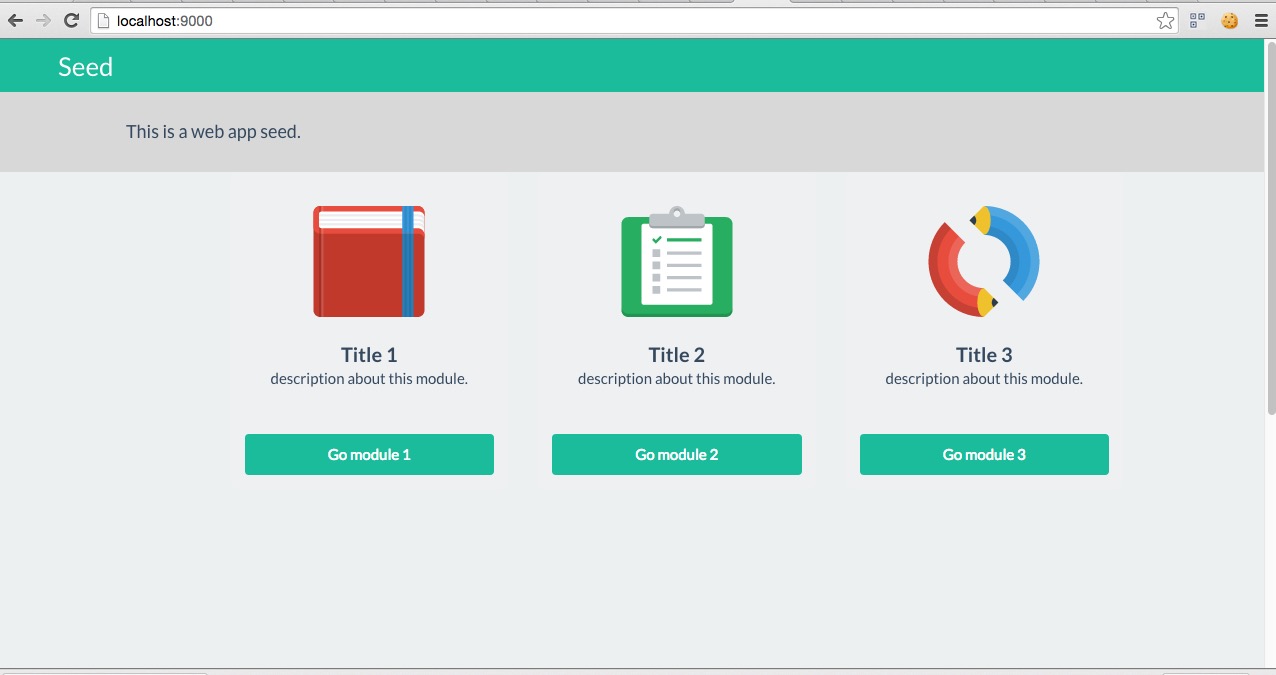 localhost:9000
Seed
This is a web app seed.
Title 1
description about this module.
Go module 1
Title 2
description about this module.
Go module 2
Title 3
description about this module.
Go module 3